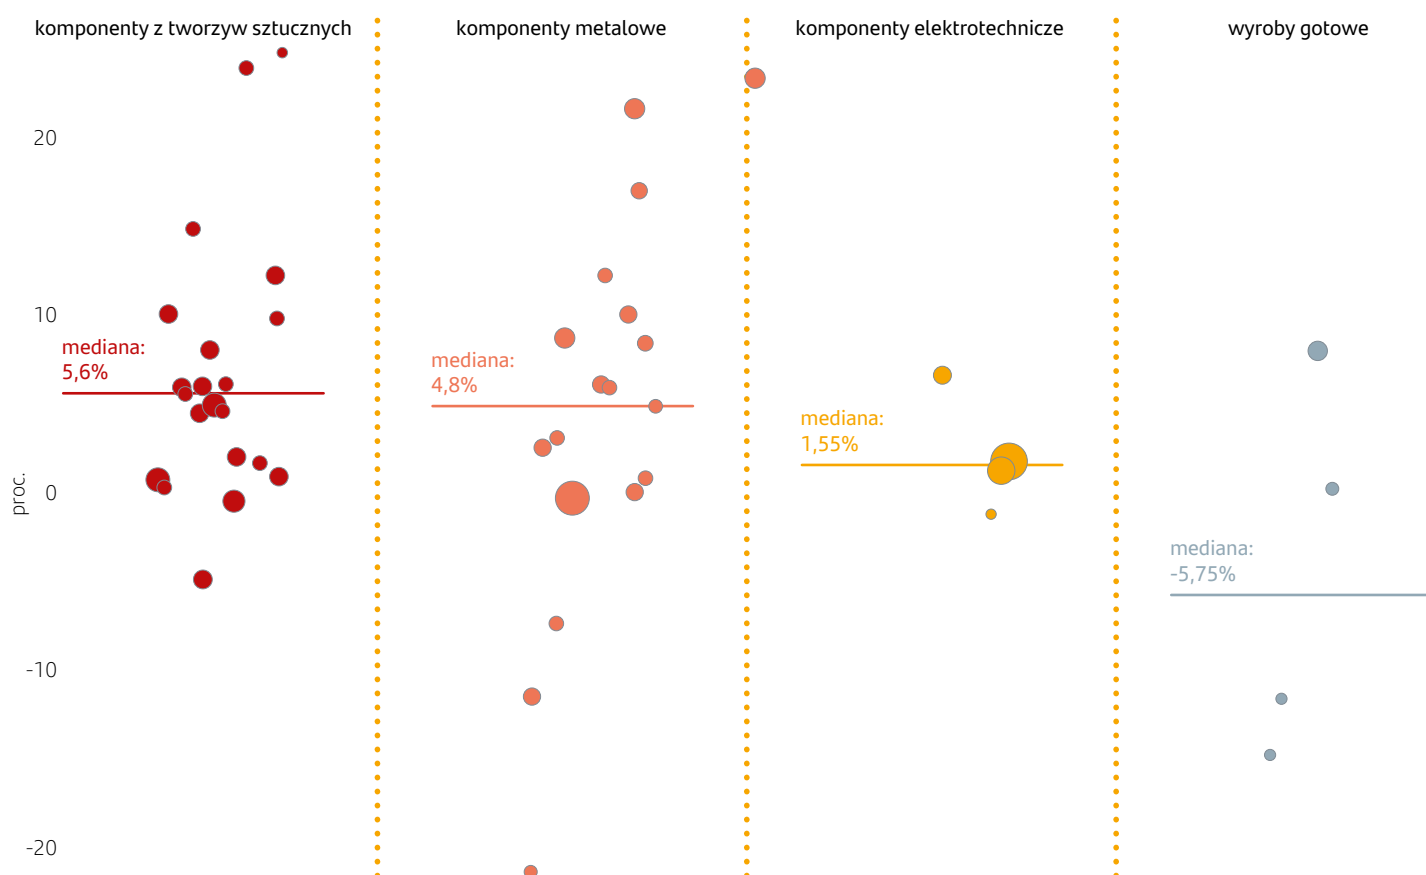 komponenty z tworzyw sztucznych
komponenty metalowe
komponenty elektrotechnicze
wyroby gotowe
20
10
0
-10
-20
proc.
mediana:
5,6%
mediana:
4,8%
mediana:
1,55%
mediana:
-5,75%